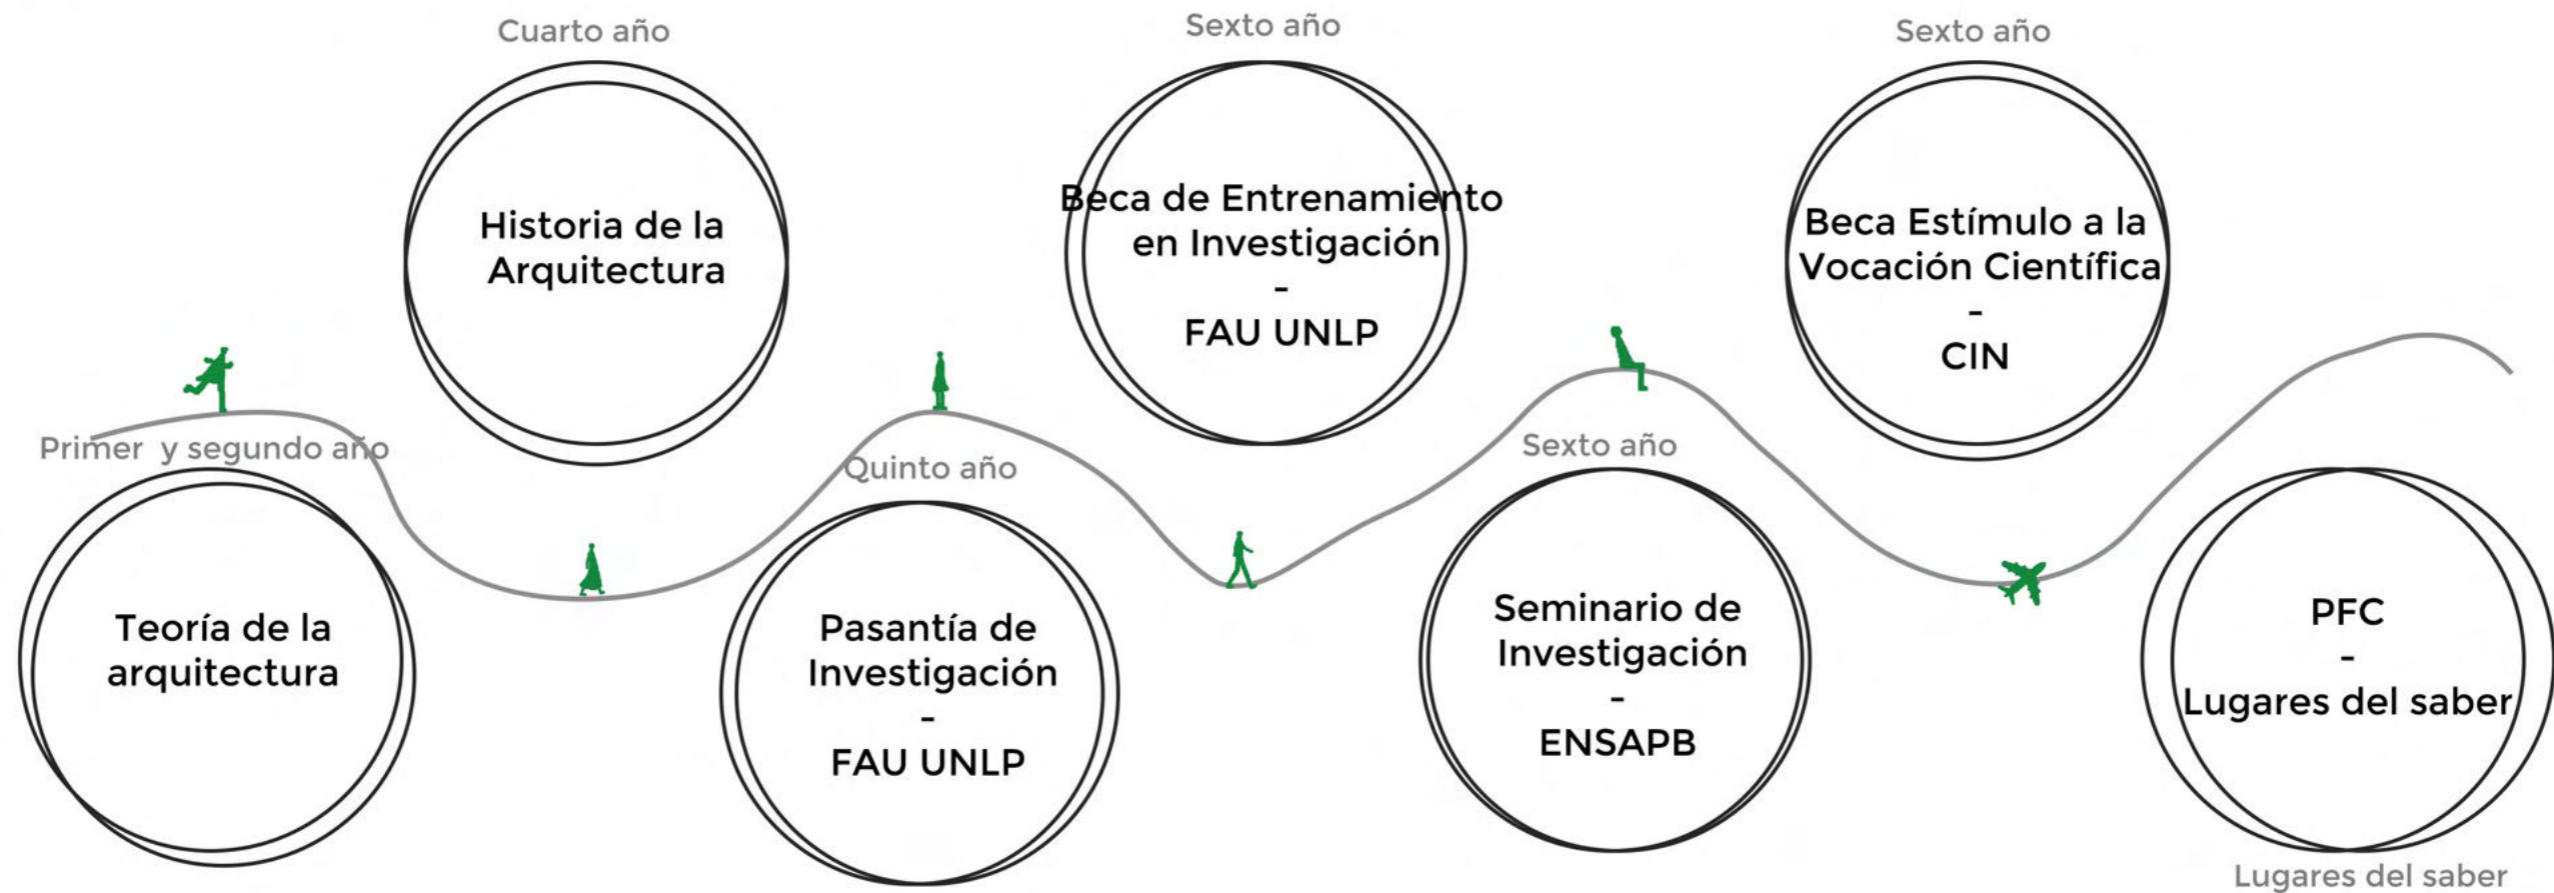 Primer y segundo año
Teoría de la
arquitectura
Cuarto año
Historia de la
Arquitectura
Quinto año
Pasantía de
Investigación
-
FAU UNLP
Sexto año
Beca de Entrenamiento
en Investigación
-
FAU UNLP
Sexto año
Seminario de
Investigación
-
ENSAPB
Sexto año
Beca Estímulo a la
Vocación Científica
-
CIN
PFC
-
Lugares del saber
Lugares del saber